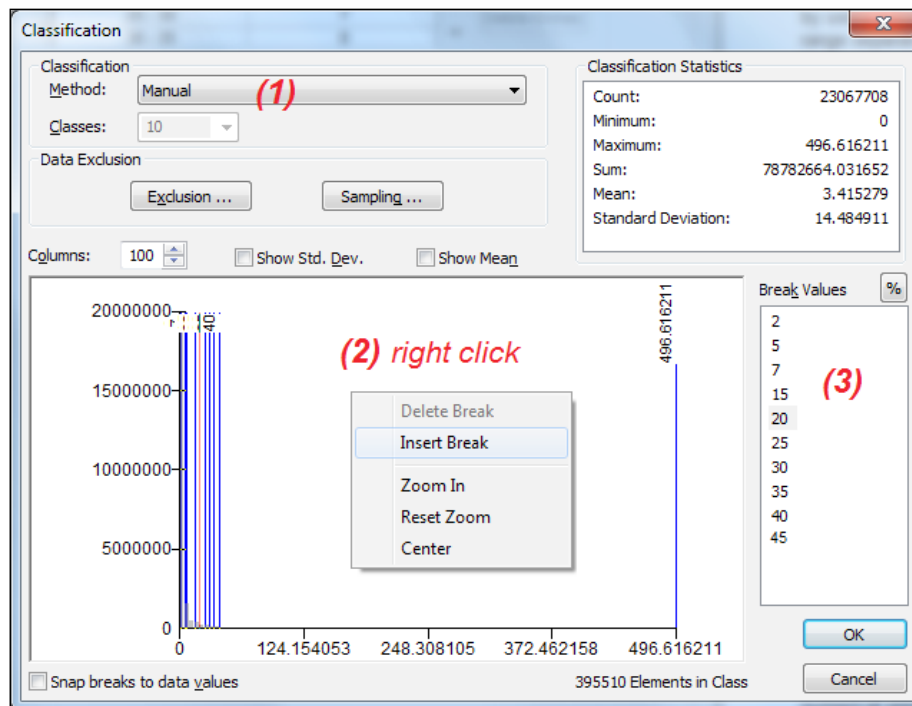 Classification
Classification
Method: Manual (1)
Classes: 10
Data Exclusion
Exclusion ...
Sampling ...
Classification Statistics
Count: 23067708
Minimum: 0
Maximum: 496.616211
Sum: 78782664.031652
Mean: 3.415279
Standard Deviation: 14.484911
Columns: 100
Show Std. Dev.
Show Mean
Break Values
%
20000000
15000000
10000000
5000000
0
40
496.616211
(2) right click
Delete Break
Insert Break
Zoom In
Reset Zoom
Center
0 124.154053 248.308105 372.462158 496.616211
2
5
7
15
20
25
30
35
40
45
(3)
OK
Cancel
Snap breaks to data values
395510 Elements in Class